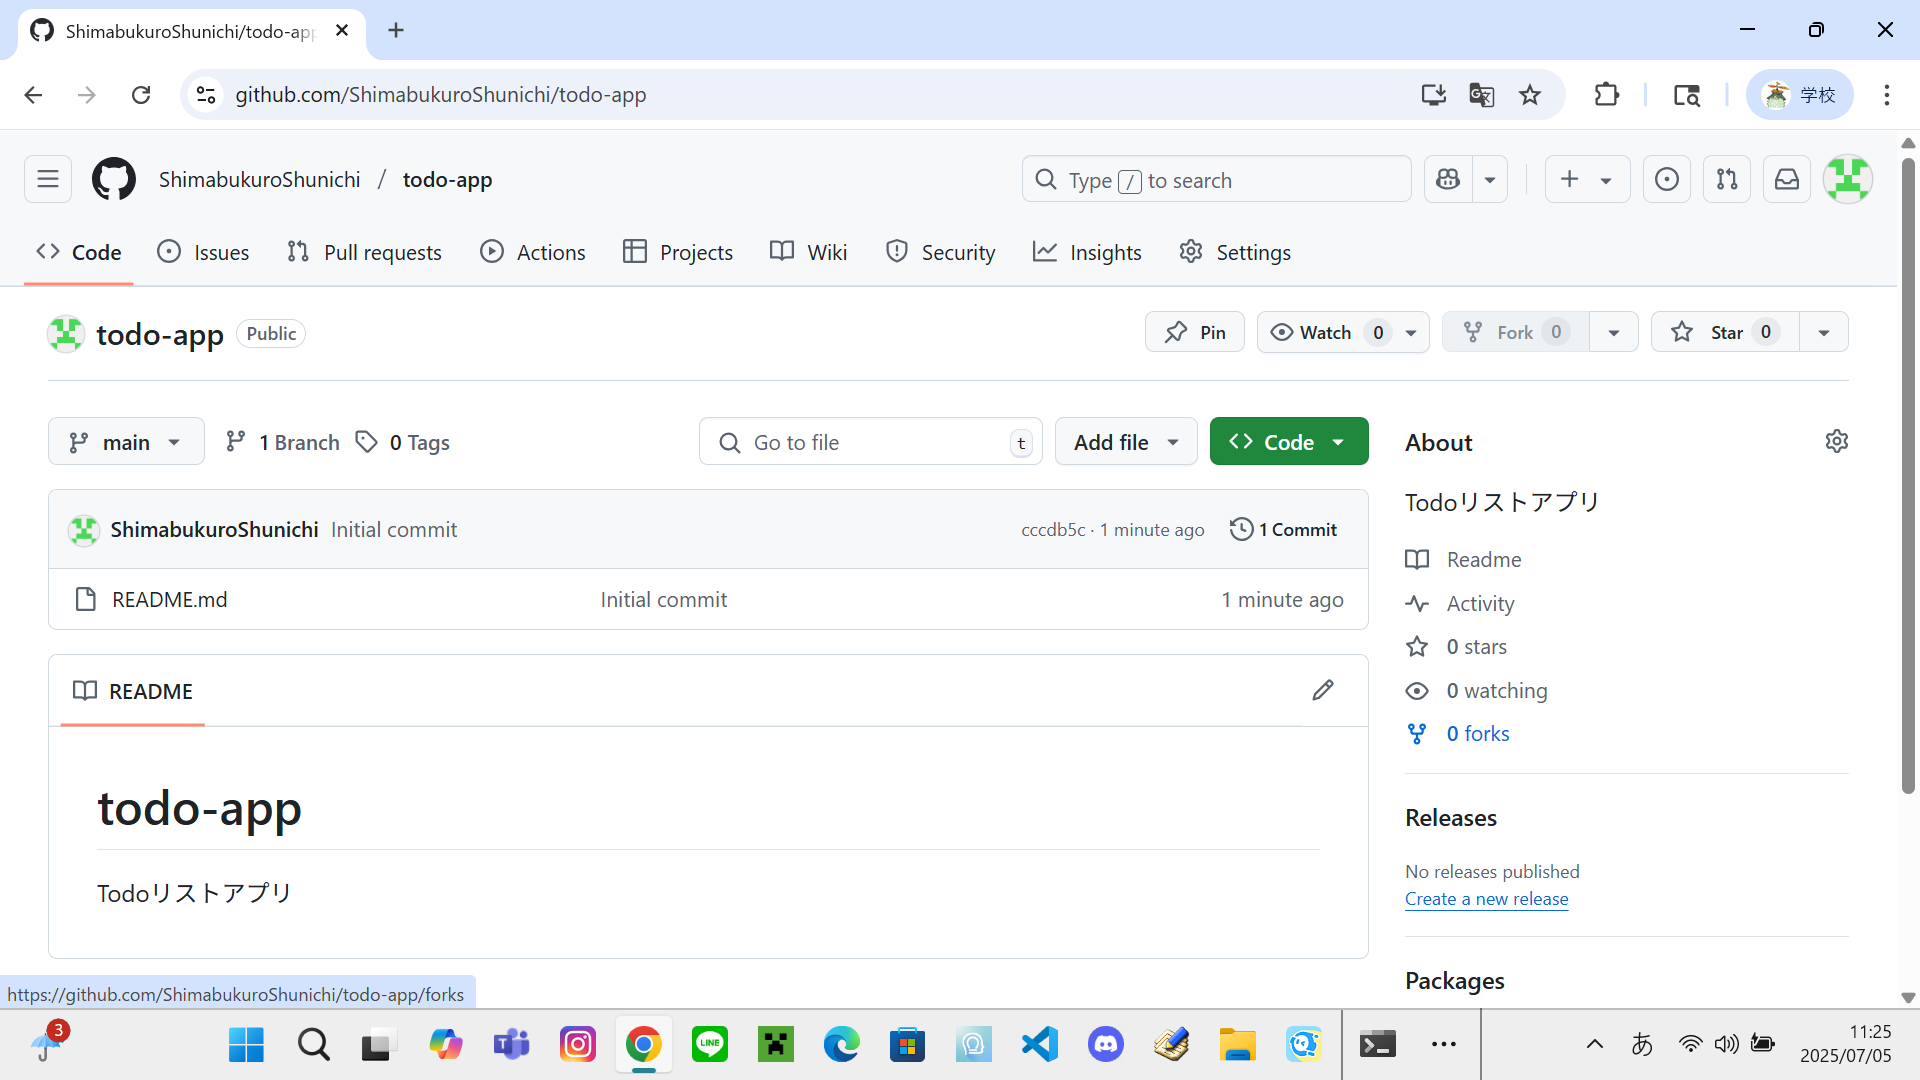 ShimabukuroShunichi/todo-app
github.com/ShimabukuroShunichi/todo-app
学校
ShimabukuroShunichi / todo-app
Type / to search
Code Issues Pull requests Actions Projects Wiki Security Insights Settings
todo-app Public
Pin Watch 0 Fork 0 Star 0
main 1 Branch 0 Tags Go to file t Add file Code
About
Todoリストアプリ
ShimabukuroShunichi Initial commit cccdb5c · 1 minute ago 1 Commit
README.md Initial commit 1 minute ago
Readme
Activity
0 stars
0 watching
0 forks
README
todo-app
Todoリストアプリ
Releases
No releases published
Create a new release
Packages
https://github.com/ShimabukuroShunichi/todo-app/forks
3
LINE
あ
11:25
2025/07/05